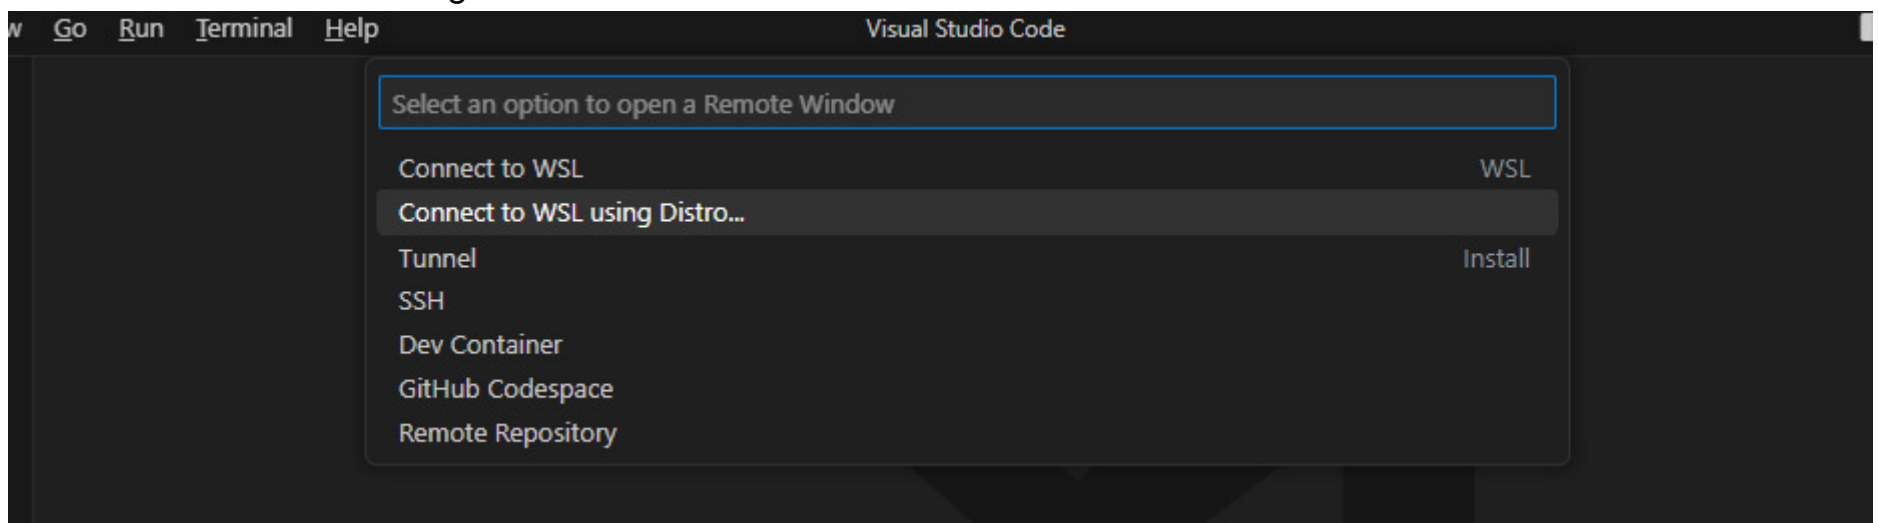 Go Run Terminal Help Visual Studio Code
Select an option to open a Remote Window
Connect to WSL WSL
Connect to WSL using Distro...
Tunnel Install
SSH
Dev Container
GitHub Codespace
Remote Repository